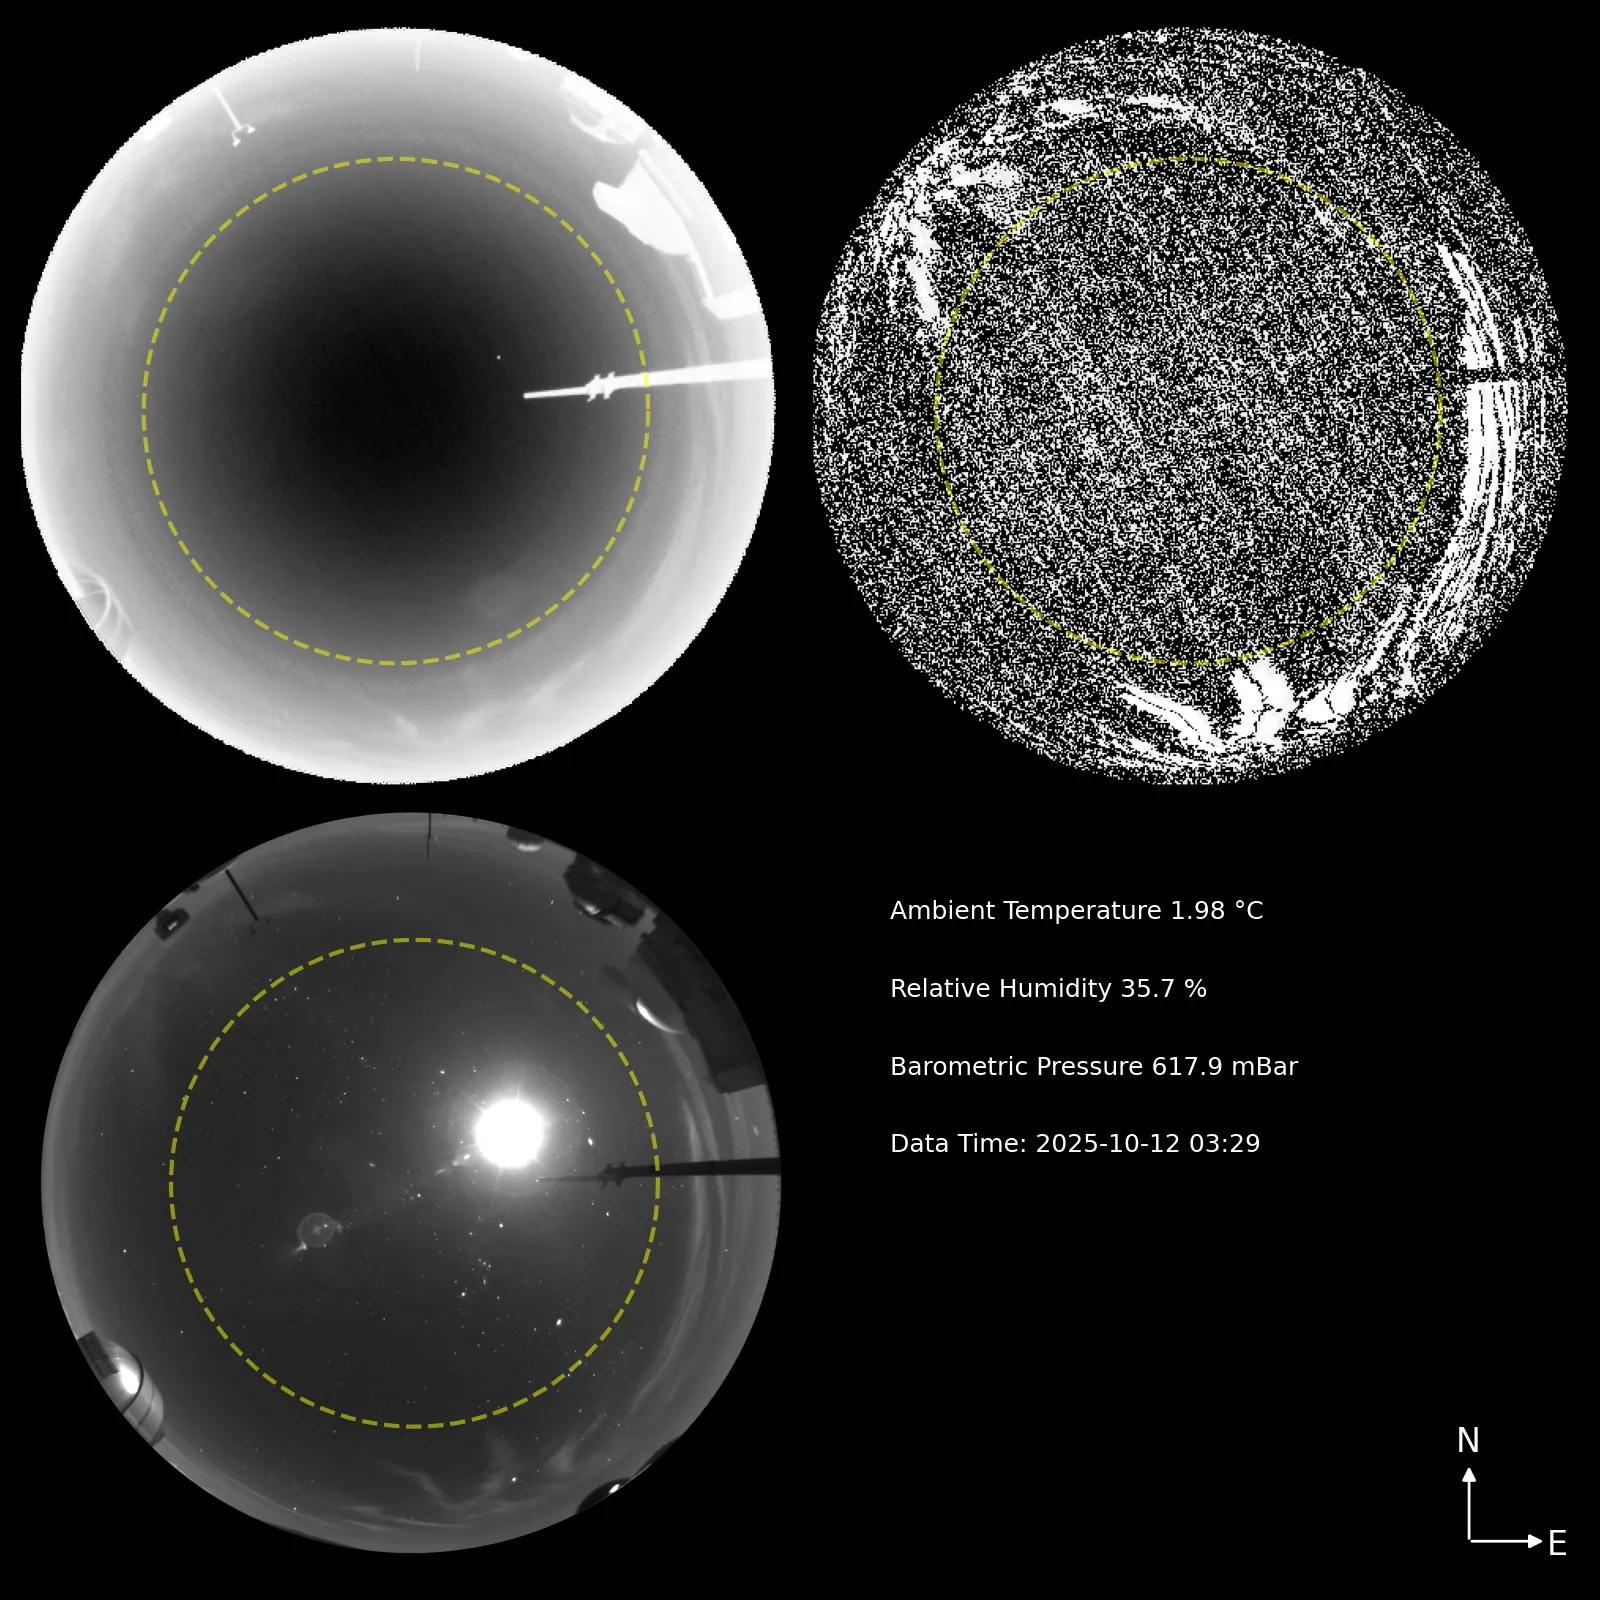 Ambient Temperature 1.98 °C
Relative Humidity 35.7 %
Barometric Pressure 617.9 mBar
Data Time: 2025-10-12 03:29
N
E